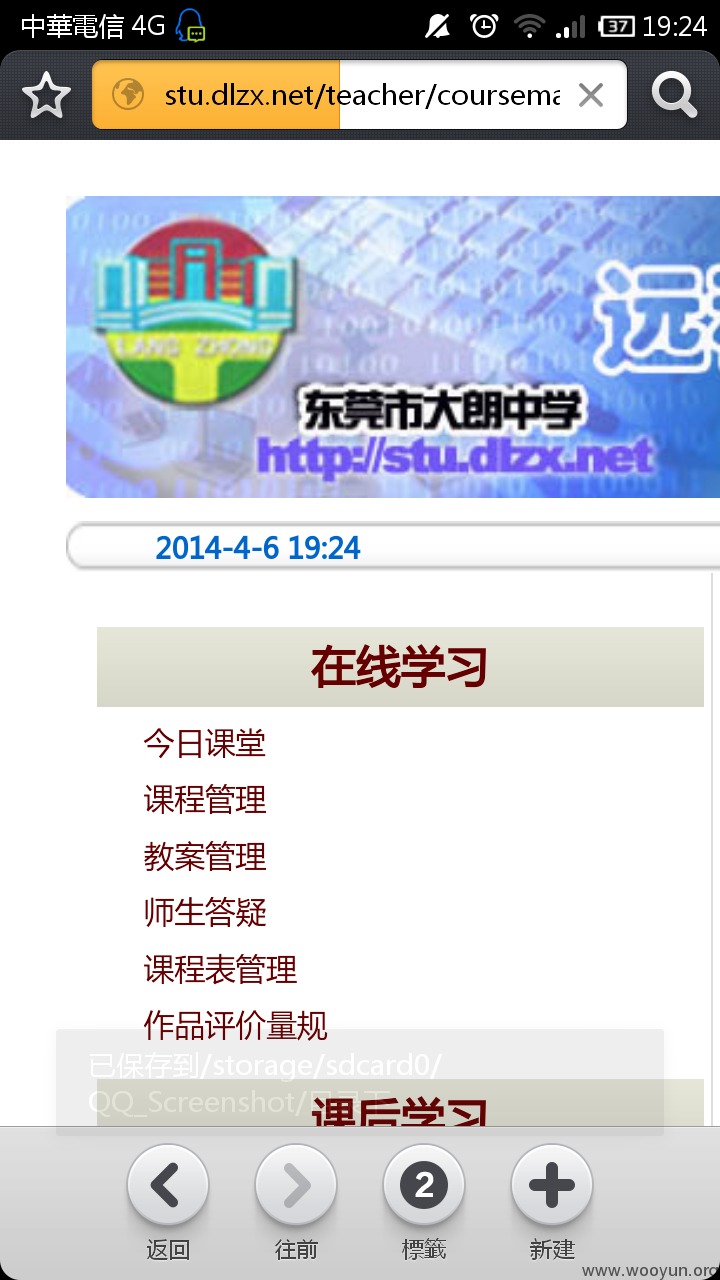 中華電信 4G
37
19:24
stu.dlzx.net/teacher/coursema
LANG ZHONG
远
东莞市大朗中学
http://stu.dlzx.net
2014-4-6 19:24
在线学习
今日课堂
课程管理
教案管理
师生答疑
课程表管理
作品评价量规
已保存到/storage/sdcard0/
QQ_Screenshot/
课后学习
2
返回
往前
標籤
新建
www.wooyun.org